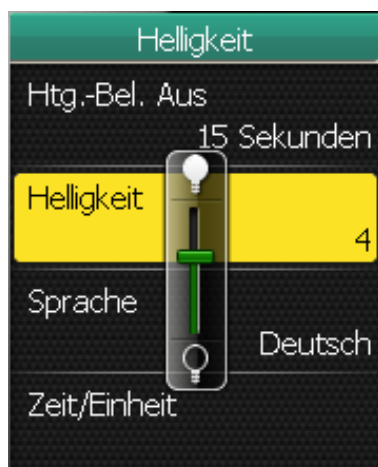 Helligkeit
Htg.-Bel. Aus
15 Sekunden
Helligkeit
4
Sprache
Deutsch
Zeit/Einheit